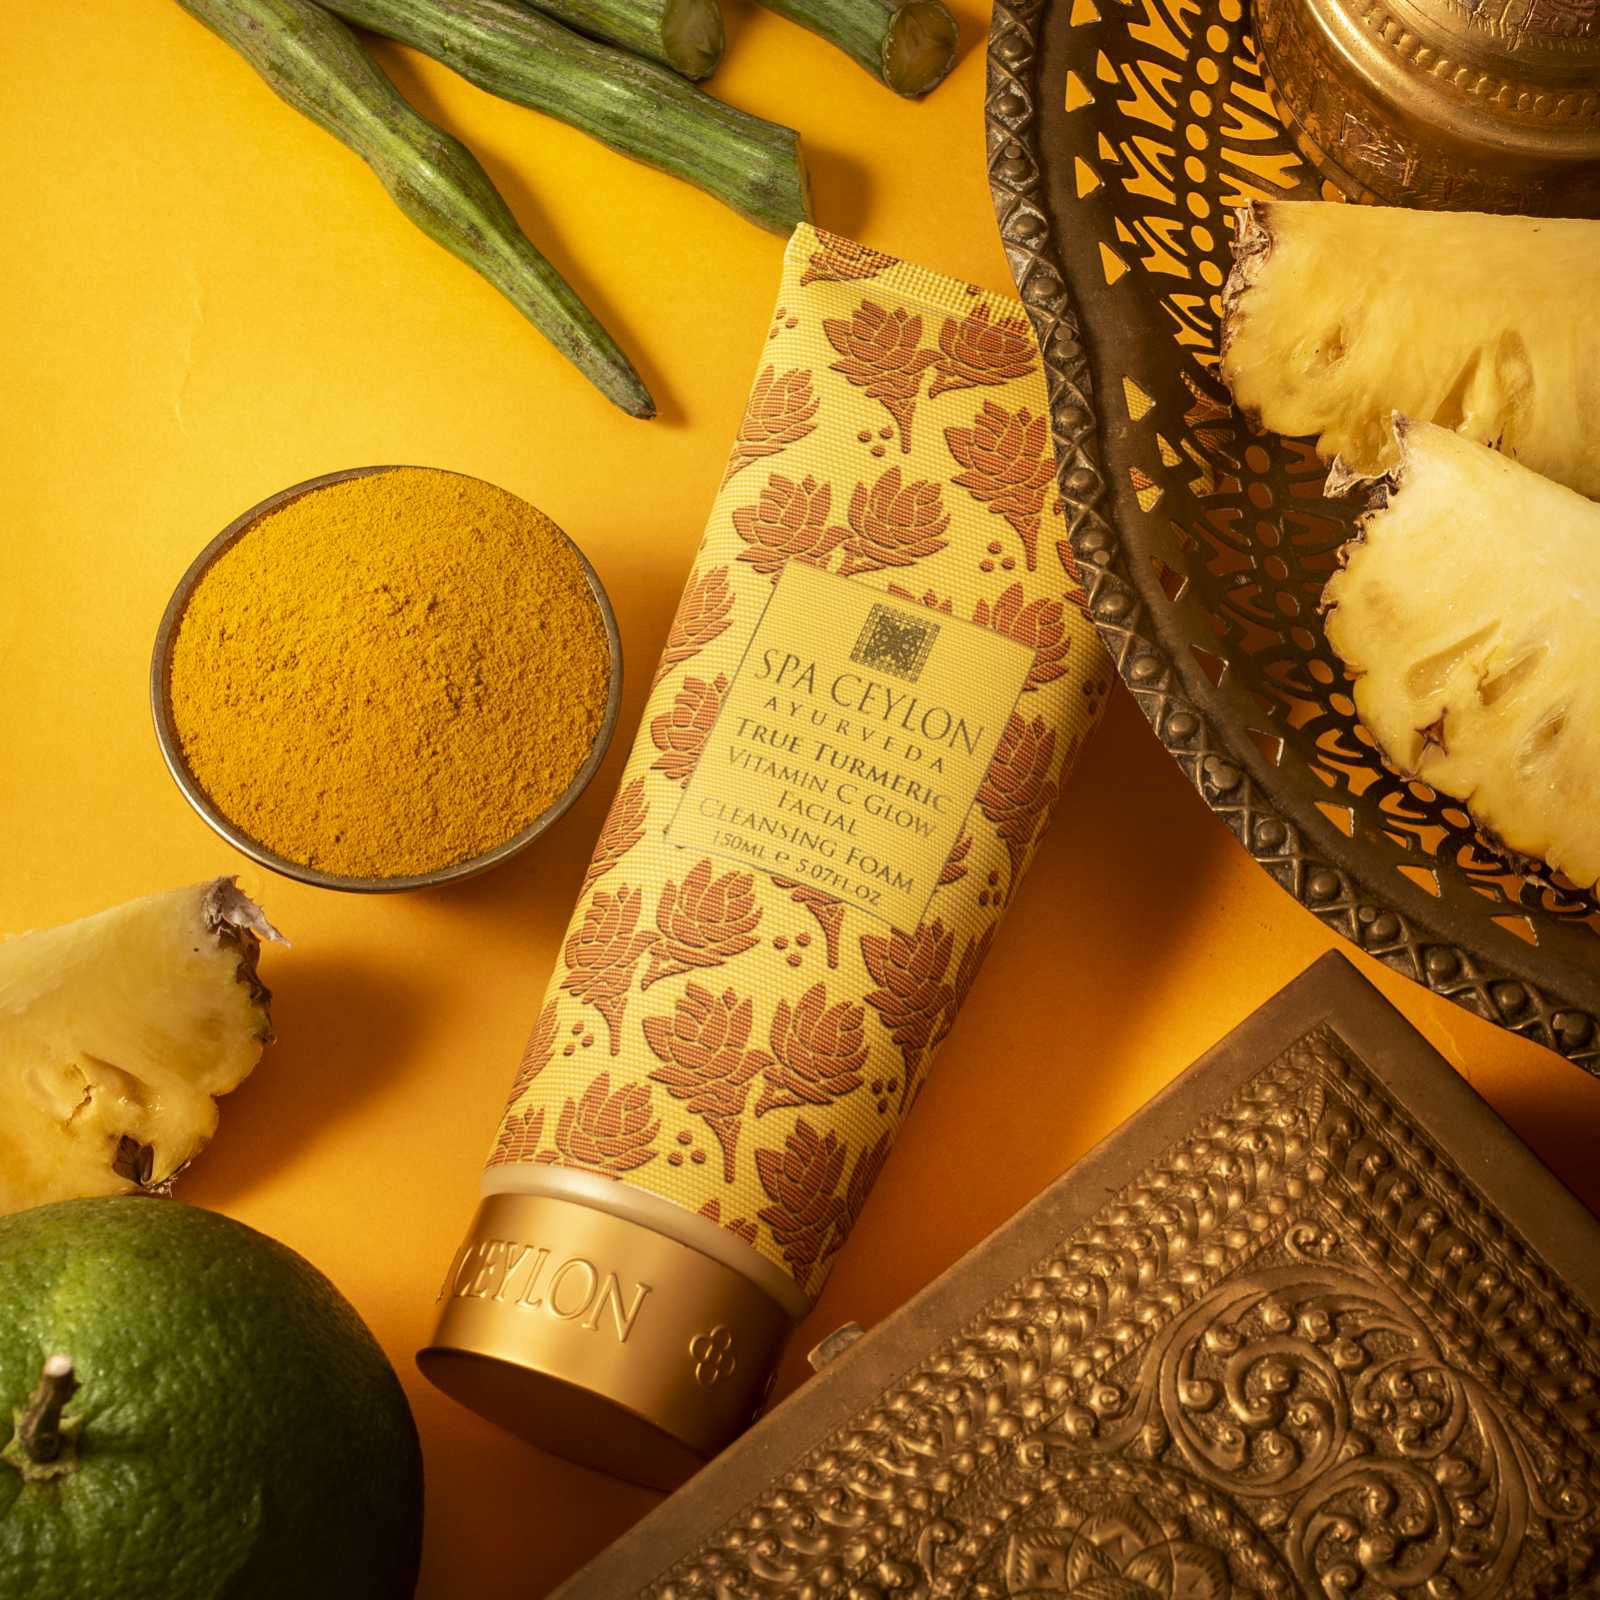 SPA CEYLON
AYURVEDA
TRUE TURMERIC
VITAMIN C GLOW
FACIAL
CLEANSING FOAM
150ML e 5.07FL.OZ
CEYLON